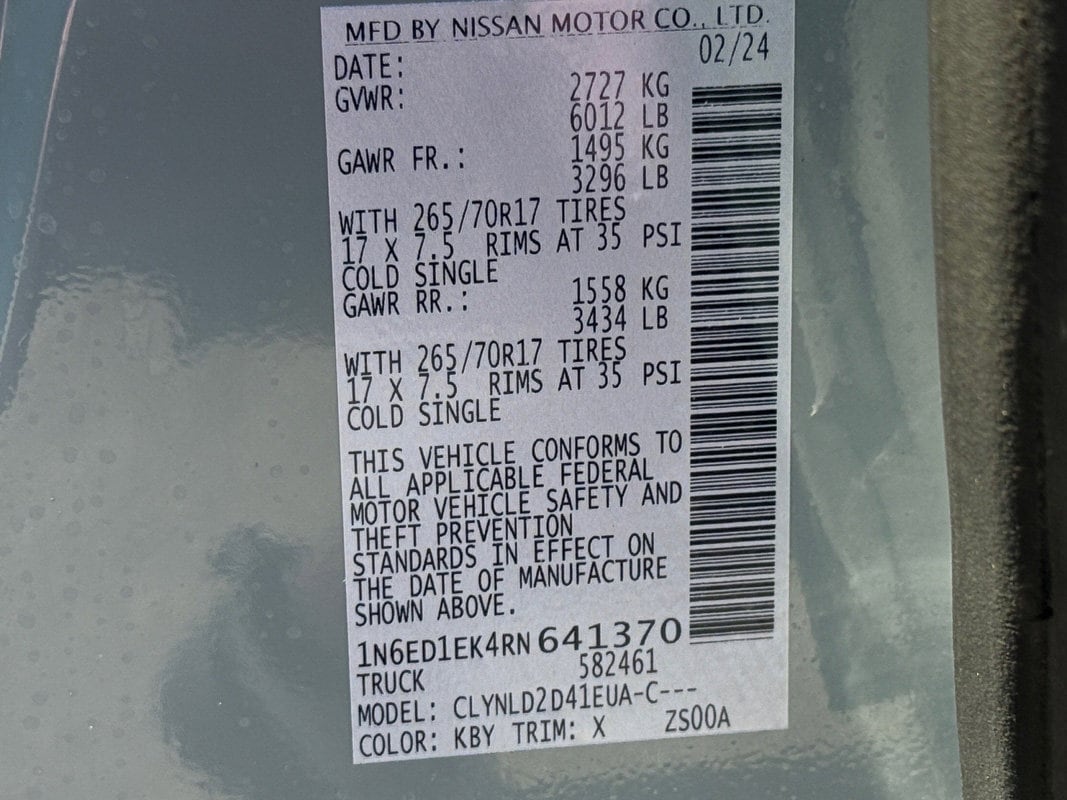 MFD BY NISSAN MOTOR CO., LTD.
DATE: 02/24
GVWR: 2727 KG
6012 LB
GAWR FR.: 1495 KG
3296 LB
WITH 265/70R17 TIRES
17 X 7.5 RIMS AT 35 PSI
COLD SINGLE
GAWR RR.: 1558 KG
3434 LB
WITH 265/70R17 TIRES
17 X 7.5 RIMS AT 35 PSI
COLD SINGLE
THIS VEHICLE CONFORMS TO
ALL APPLICABLE FEDERAL
MOTOR VEHICLE SAFETY AND
THEFT PREVENTION
STANDARDS IN EFFECT ON
THE DATE OF MANUFACTURE
SHOWN ABOVE.
1N6ED1EK4RN641370
TRUCK 582461
MODEL: CLYNLD2D41EUA-C---
COLOR: KBY TRIM: X ZS00A